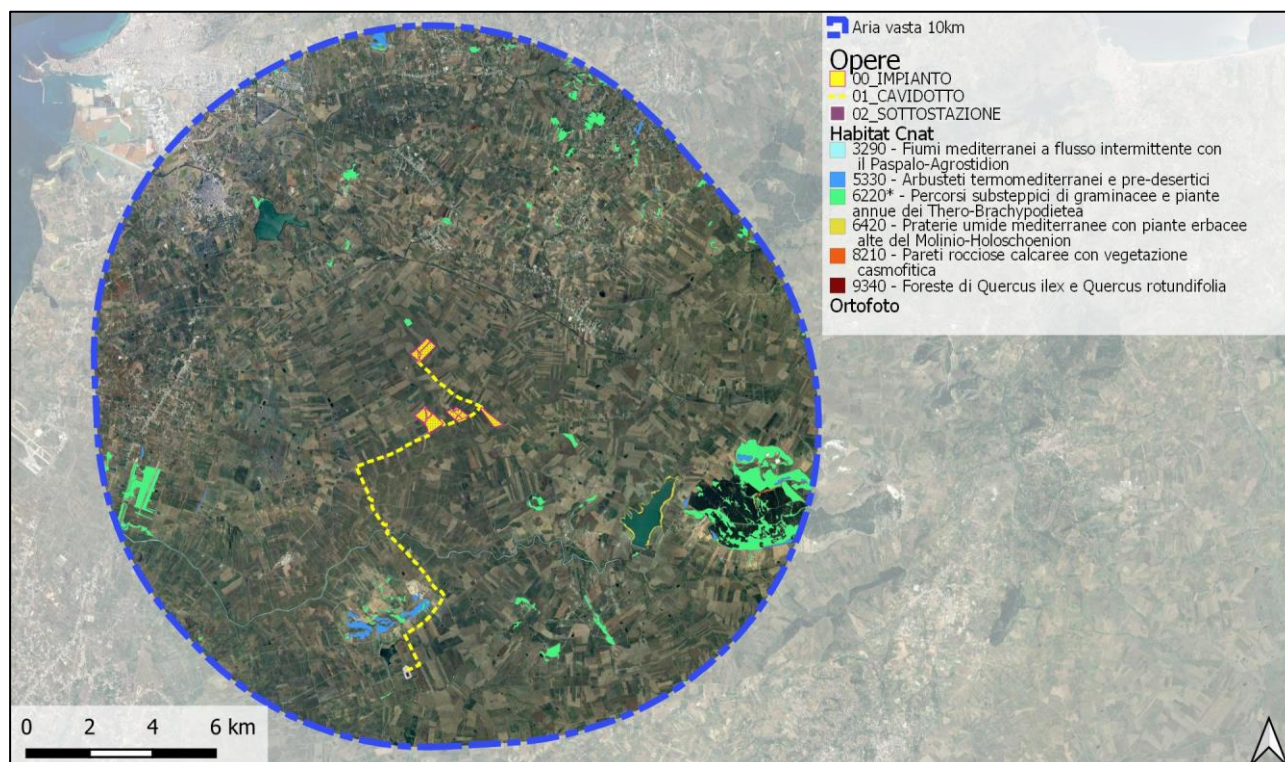 Aria vasta 10km
Opere
00_IMPIANTO
01_CAVIDOTTO
02_SOTTOSTAZIONE
Habitat Cnat
3290 - Fiumi mediterranei a flusso intermittente con
il Paspalo-Agrostidion
5330 - Arbusteti termomediterranei e pre-desertici
6220* - Percorsi substeppici di graminacee e piante
annue dei Thero-Brachypodietea
6420 - Praterie umide mediterranee con piante erbacee
alte del Molinio-Holoschoenion
8210 - Pareti rocciose calcaree con vegetazione
casmofitica
9340 - Foreste di Quercus ilex e Quercus rotundifolia
Ortofoto
0 2 4 6 km